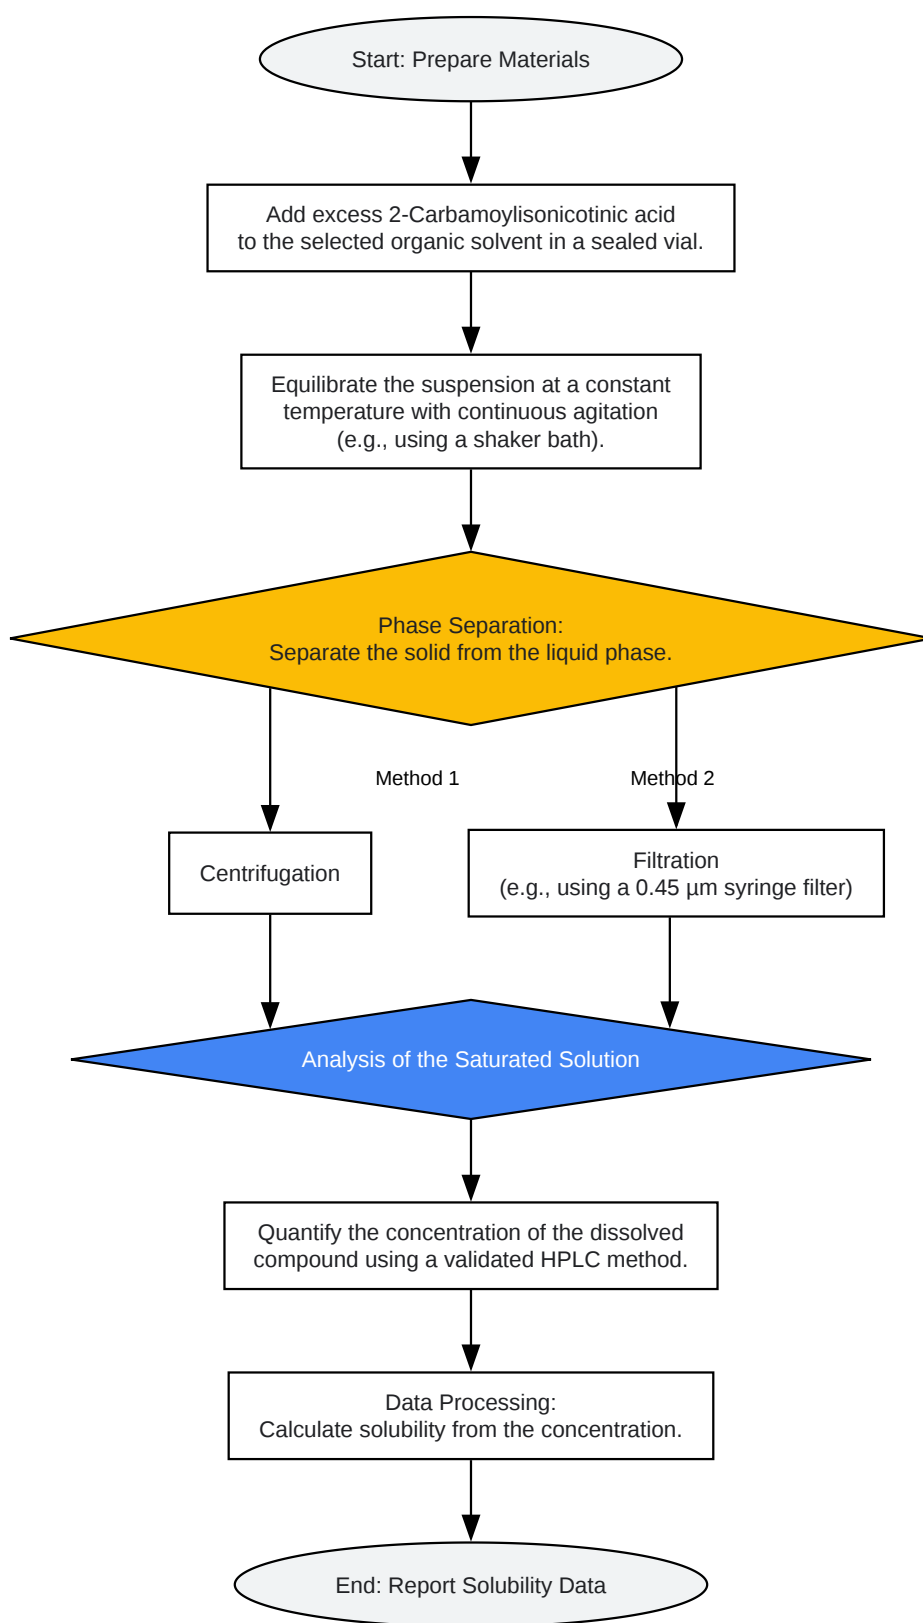 Start: Prepare Materials
Add excess 2-Carbamoylisonicotinic acid
to the selected organic solvent in a sealed vial.
Equilibrate the suspension at a constant
temperature with continuous agitation
(e.g., using a shaker bath).
Phase Separation:
Separate the solid from the liquid phase.
Method 1
Method 2
Centrifugation
Filtration
(e.g., using a 0.45 µm syringe filter)
Analysis of the Saturated Solution
Quantify the concentration of the dissolved
compound using a validated HPLC method.
Data Processing:
Calculate solubility from the concentration.
End: Report Solubility Data